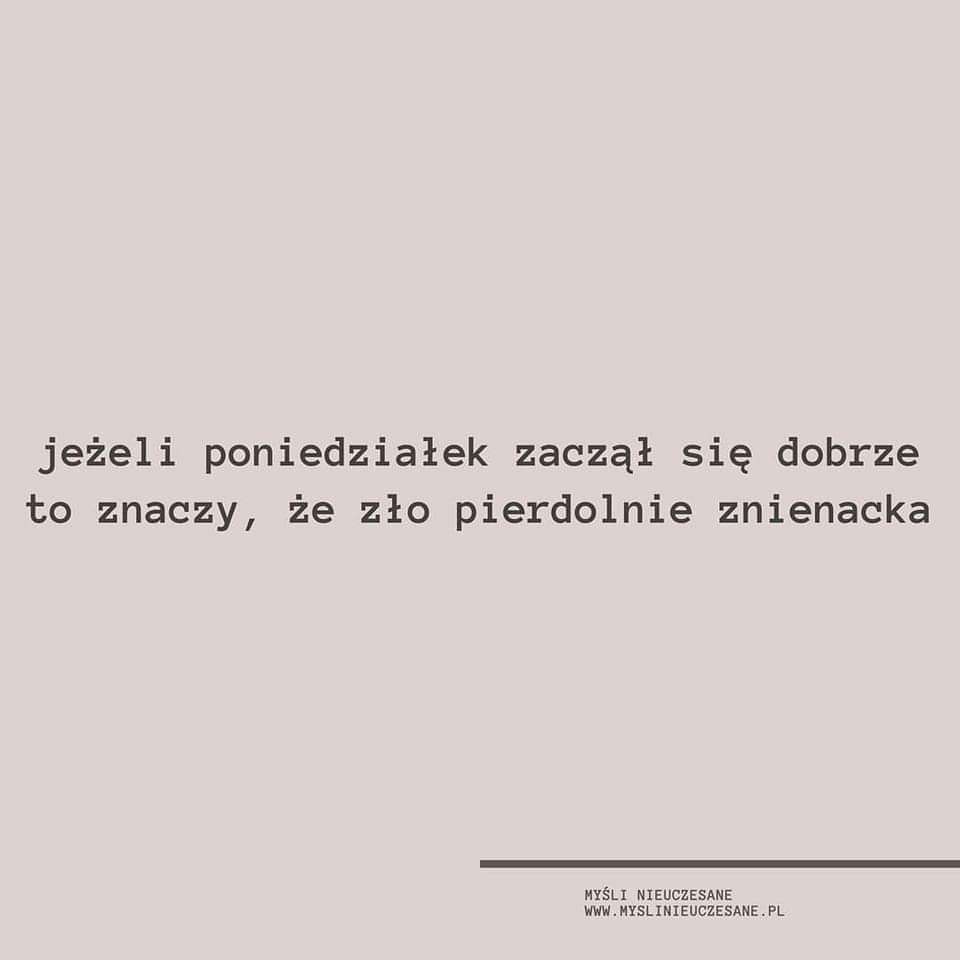 jeżeli poniedziałek zaczął się dobrze
to znaczy, że zło pierdolnie znienacka
MYŚLI NIEUCZESANE
WWW.MYSLINIEUCZESANE.PL